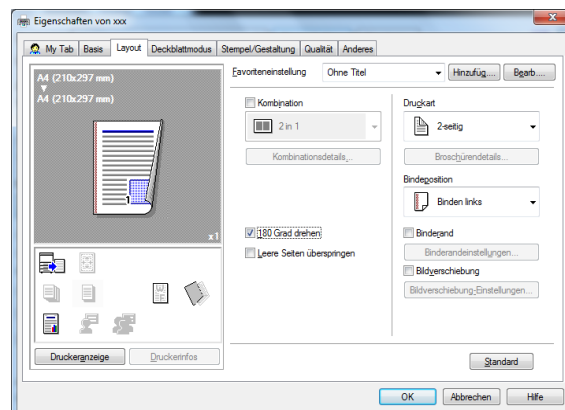 Eigenschaften von xxx
My Tab Basis Layout Deckblattmodus Stempel/Gestaltung Qualität Anderes
A4 (210x297 mm)
A4 (210x297 mm)
1
x1
Druckeranzeige Druckerinfos
Favoriteneinstellung Ohne Titel Hinzufüg.... Bearb....
Kombination
2 in 1
Kombinationsdetails...
180 Grad drehen
Leere Seiten überspringen
Druckart
2-seitig
Broschürendetails...
Bindeposition
Binden links
Binderand
Binderandeinstellungen...
Bildverschiebung
Bildverschiebung-Einstellungen...
Standard
OK Abbrechen Hilfe